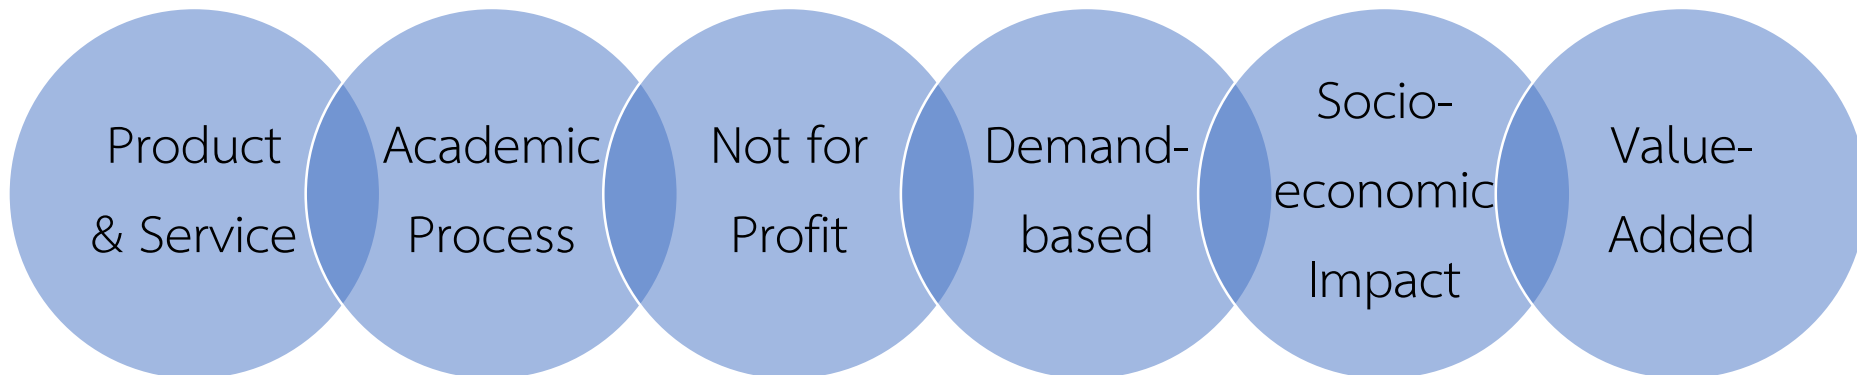 Product
& Service
Academic
Process
Not for
Profit
Demand-
based
Socio-
economic
Impact
Value-
Added